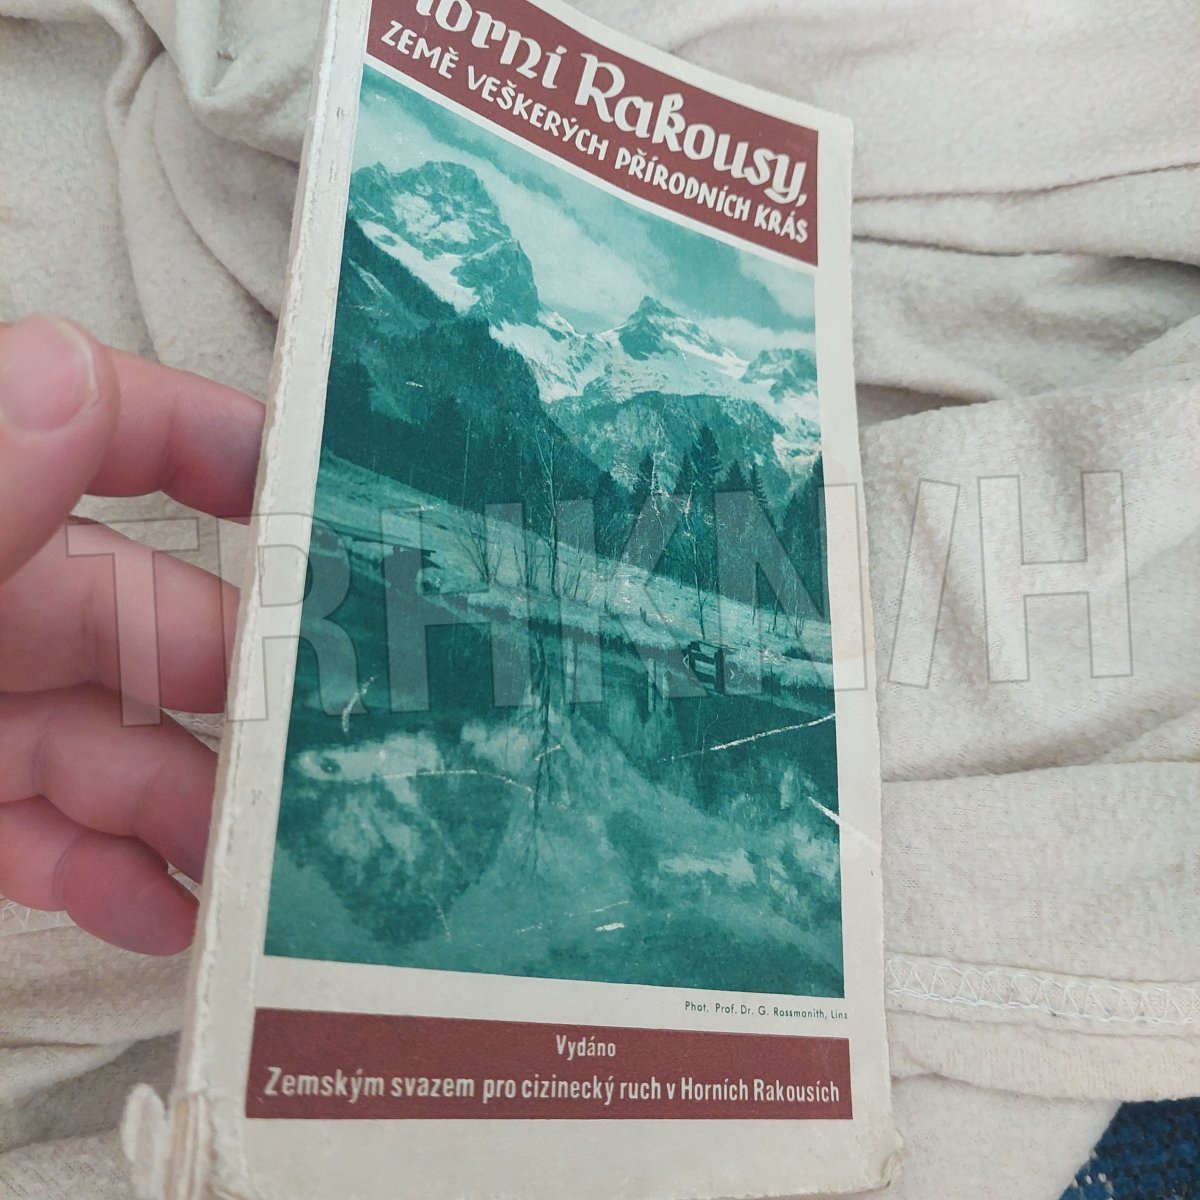 Horní Rakousy,
ZEMĚ VEŠKERÝCH PŘÍRODNÍCH KRÁS
Phot. Prof. Dr. G. Rossmanith, Linz
Vydáno
Zemským svazem pro cizinecký ruch v Horních Rakousích
TRHKNIH